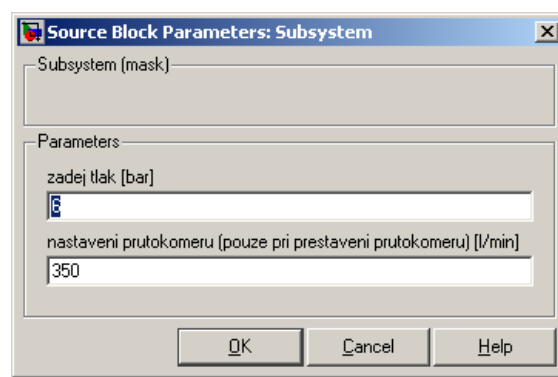 Source Block Parameters: Subsystem
Subsystem (mask)
Parameters
zadej tlak [bar]
6
nastaveni prutokomeru (pouze pri prestaveni prutokomeru) [l/min]
350
OK Cancel Help